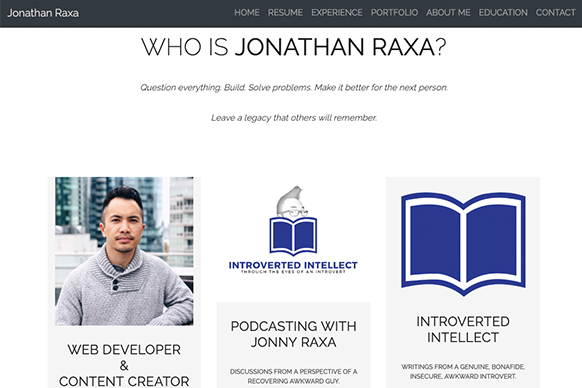 Jonathan Raxa HOME RESUME EXPERIENCE PORTFOLIO ABOUT ME EDUCATION CONTACT
WHO IS JONATHAN RAXA?
Question everything. Build. Solve problems. Make it better for the next person.
Leave a legacy that others will remember.
WEB DEVELOPER
&
CONTENT CREATOR
INTROVERTED INTELLECT
THROUGH THE EYES OF AN INTROVERT
PODCASTING WITH
JONNY RAXA
DISCUSSIONS FROM A PERSPECTIVE OF A
RECOVERING AWKWARD GUY.
INTROVERTED
INTELLECT
WRITINGS FROM A GENUINE, BONAFIDE,
INSECURE, AWKWARD INTROVERT.